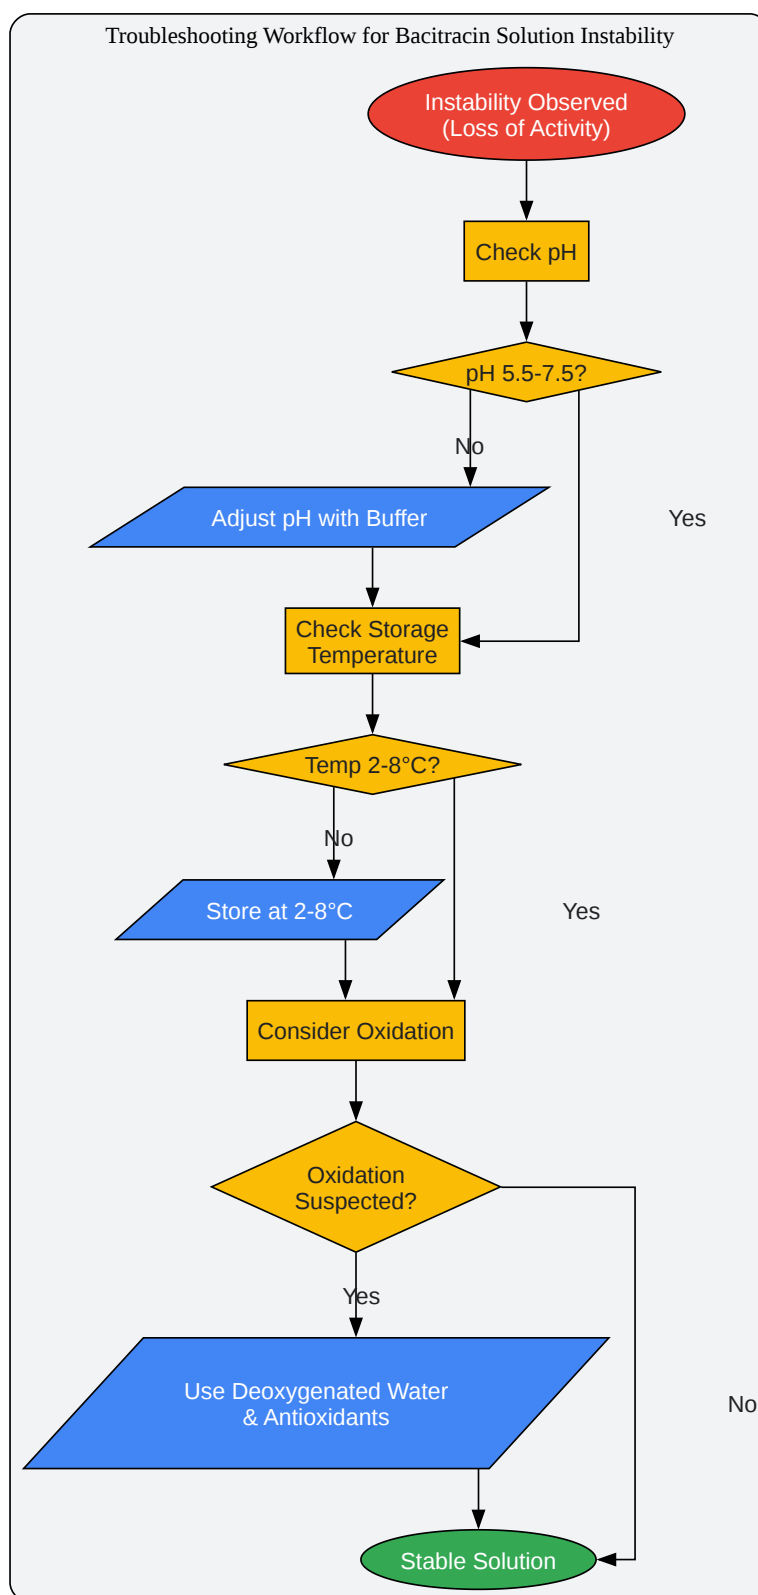 Troubleshooting Workflow for Bacitracin Solution Instability
Instability Observed
(Loss of Activity)
Check pH
pH 5.5-7.5?
No
Adjust pH with Buffer
Yes
Check Storage
Temperature
Temp 2-8°C?
No
Store at 2-8°C
Yes
Consider Oxidation
Oxidation
Suspected?
Yes
Use Deoxygenated Water
& Antioxidants
No
Stable Solution